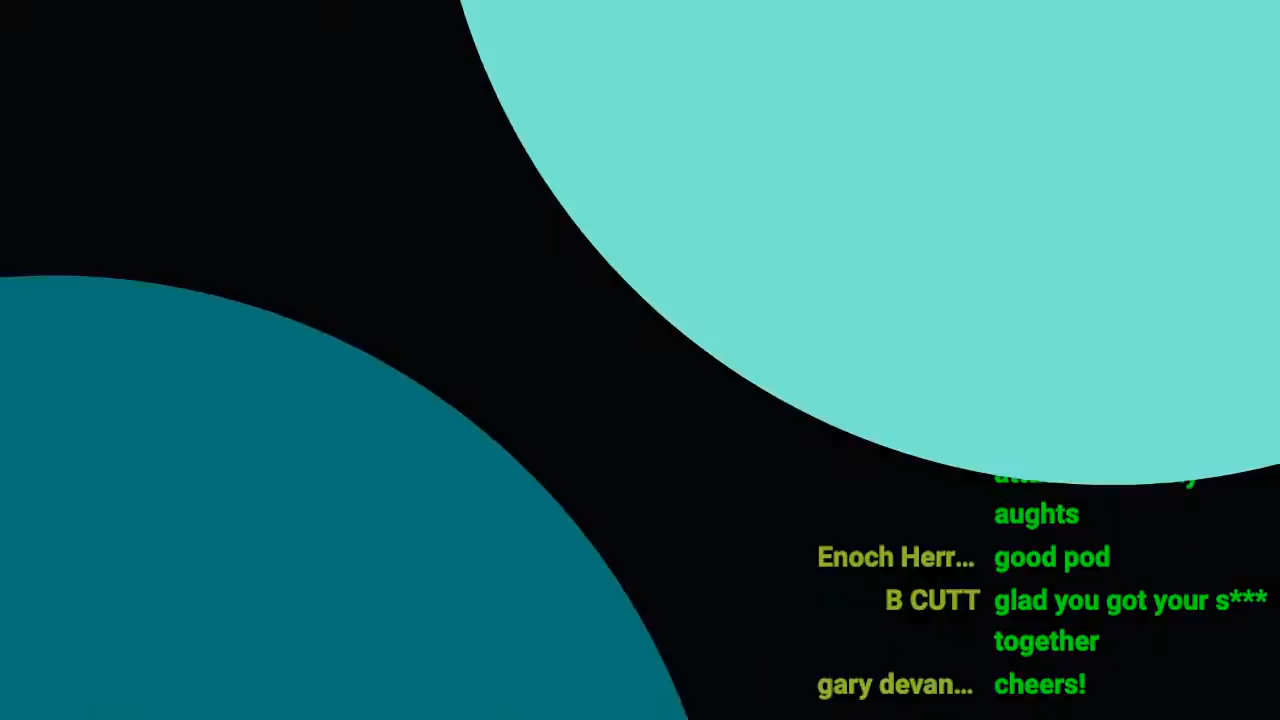 aughts
Enoch Herr... good pod
B CUTT glad you got your s***
together
gary devan... cheers!